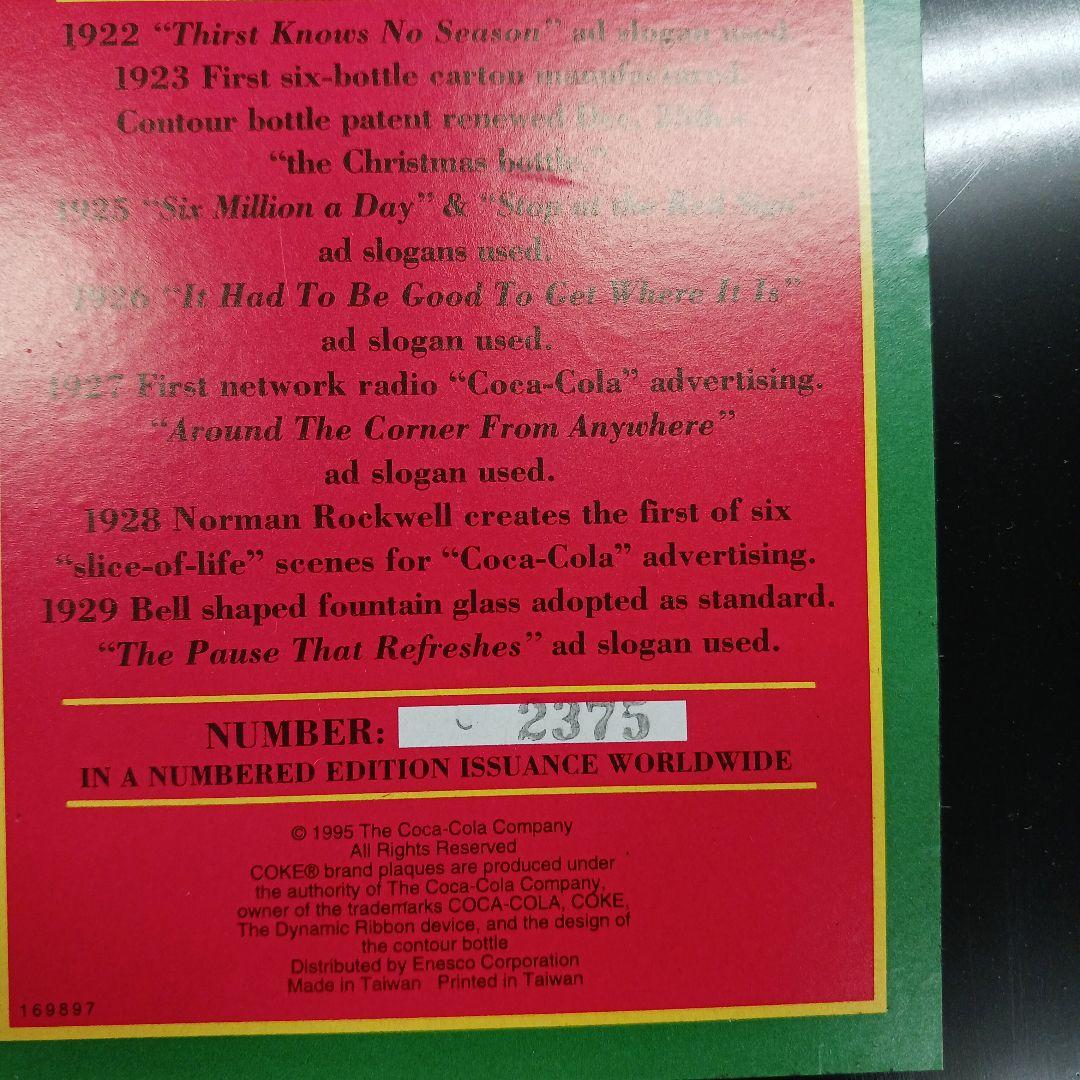 1922 “Thirst Knows No Season” ad slogan used.
1923 First six-bottle carton manufactured.
Contour bottle patent renewed Dec. 25th -
“the Christmas bottle.”
1925 “Six Million a Day” & “Stop at the Red Sign”
ad slogans used.
1926 “It Had To Be Good To Get Where It Is”
ad slogan used.
1927 First network radio “Coca-Cola” advertising.
“Around The Corner From Anywhere”
ad slogan used.
1928 Norman Rockwell creates the first of six
“slice-of-life” scenes for “Coca-Cola” advertising.
1929 Bell shaped fountain glass adopted as standard.
“The Pause That Refreshes” ad slogan used.
NUMBER: 2375
IN A NUMBERED EDITION ISSUANCE WORLDWIDE
© 1995 The Coca-Cola Company
All Rights Reserved
COKE® brand plaques are produced under
the authority of The Coca-Cola Company,
owner of the trademarks COCA-COLA, COKE,
The Dynamic Ribbon device, and the design of
the contour bottle
Distributed by Enesco Corporation
Made in Taiwan Printed in Taiwan
169897